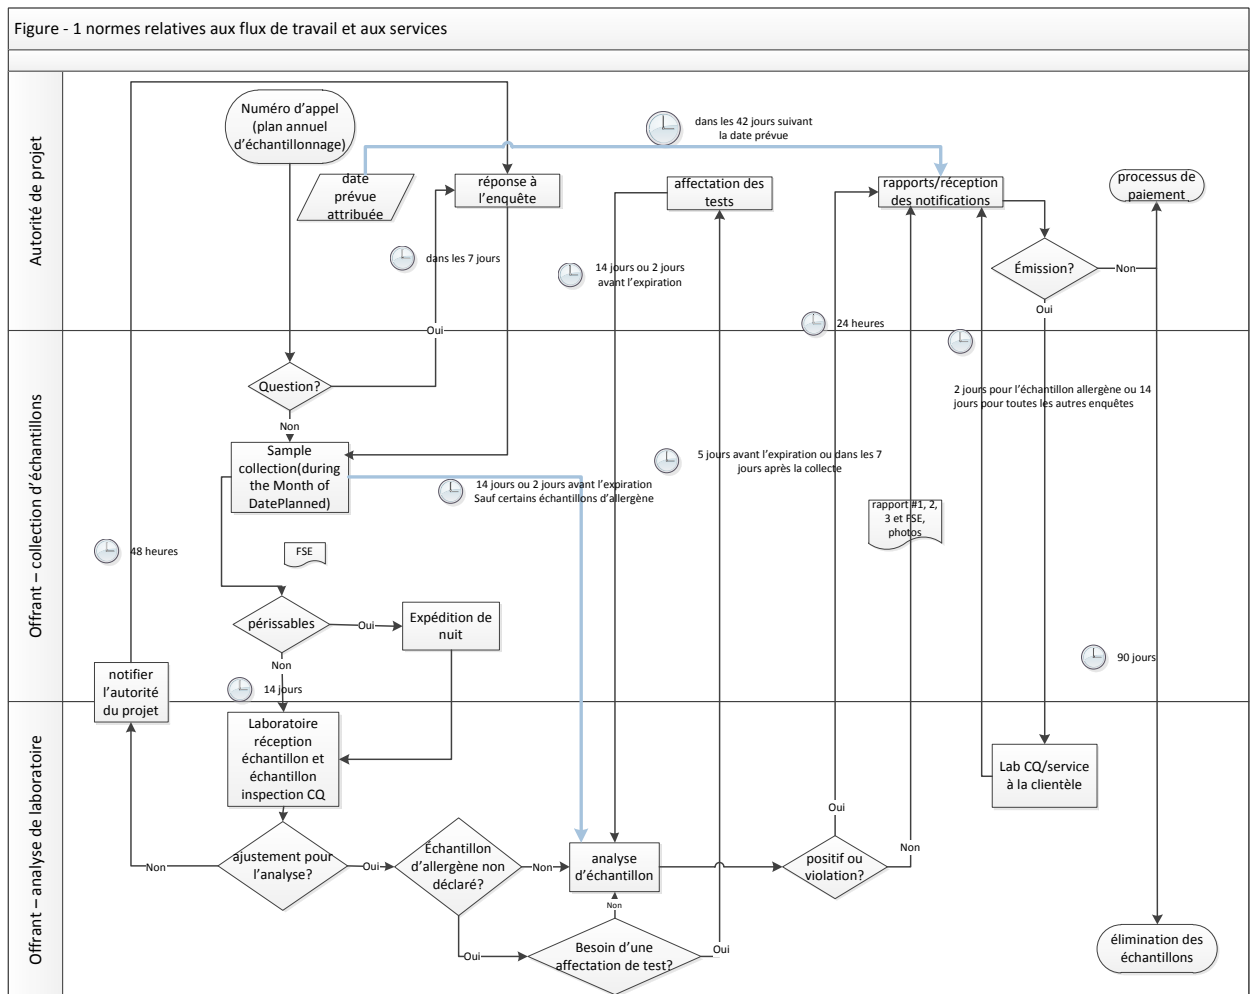 Figure - 1 normes relatives aux flux de travail et aux services
Autorité de projet
Numéro d'appel
(plan annuel
d'échantillonnage)
date
prévue
attribuée
réponse à
l'enquête
dans les 42 jours suivant
la date prévue
affectation des
tests
rapports/réception
des notifications
processus de
paiement
dans les 7 jours
14 jours ou 2 jours
avant l'expiration
Émission?
Non
Oui
24 heures
Oui
Offrant – collection d'échantillons
Question?
Non
2 jours pour l'échantillon allergène ou 14
jours pour toutes les autres enquêtes
Sample
collection(during
the Month of
DatePlanned)
14 jours ou 2 jours avant l'expiration
Sauf certains échantillons d'allergène
5 jours avant l'expiration ou dans les 7
jours après la collecte
rapport #1, 2,
3 et FSE,
photos
48 heures
FSE
périssables
Oui
Expédition de
nuit
Non
14 jours
90 jours
notifier
l'autorité
du projet
Offrant – analyse de laboratoire
Laboratoire
réception
échantillon et
échantillon
inspection CQ
Lab CQ/service
à la clientèle
ajustement pour
l'analyse?
Non
Oui
Échantillon
d'allergène non
déclaré?
Non
Oui
analyse
d'échantillon
Non
Besoin d'une
affectation de test?
Oui
positif ou
violation?
Oui
Non
élimination des
échantillons